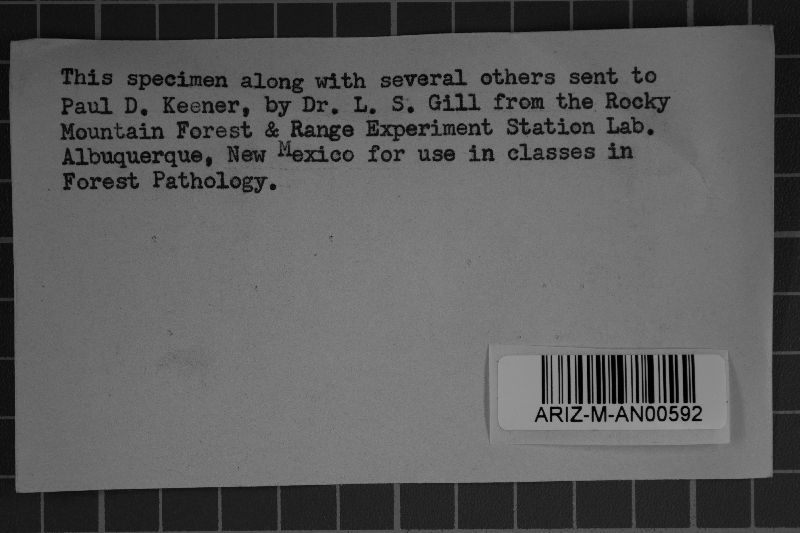 This specimen along with several others sent to
Paul D. Keener, by Dr. L. S. Gill from the Rocky
Mountain Forest & Range Experiment Station Lab.
Albuquerque, New Mexico for use in classes in
Forest Pathology.
ARIZ-M-AN00592